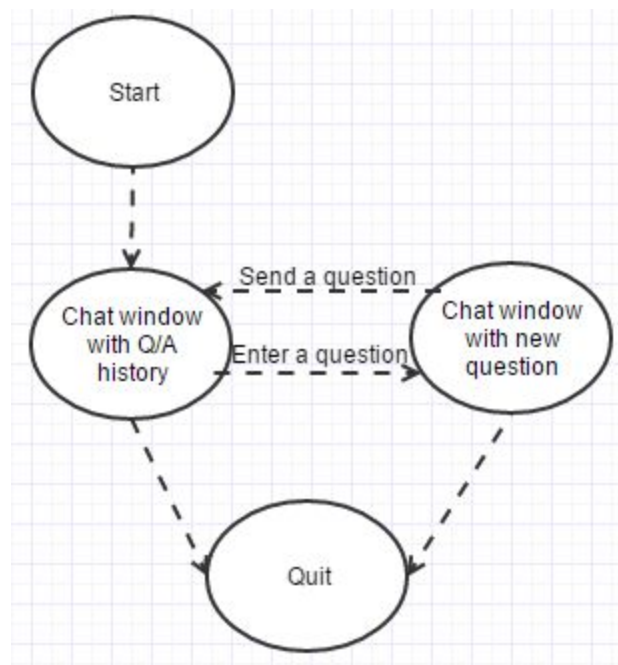 Start
Send a question
Chat window
with Q/A
history
Chat window
with new
question
Enter a question
Quit